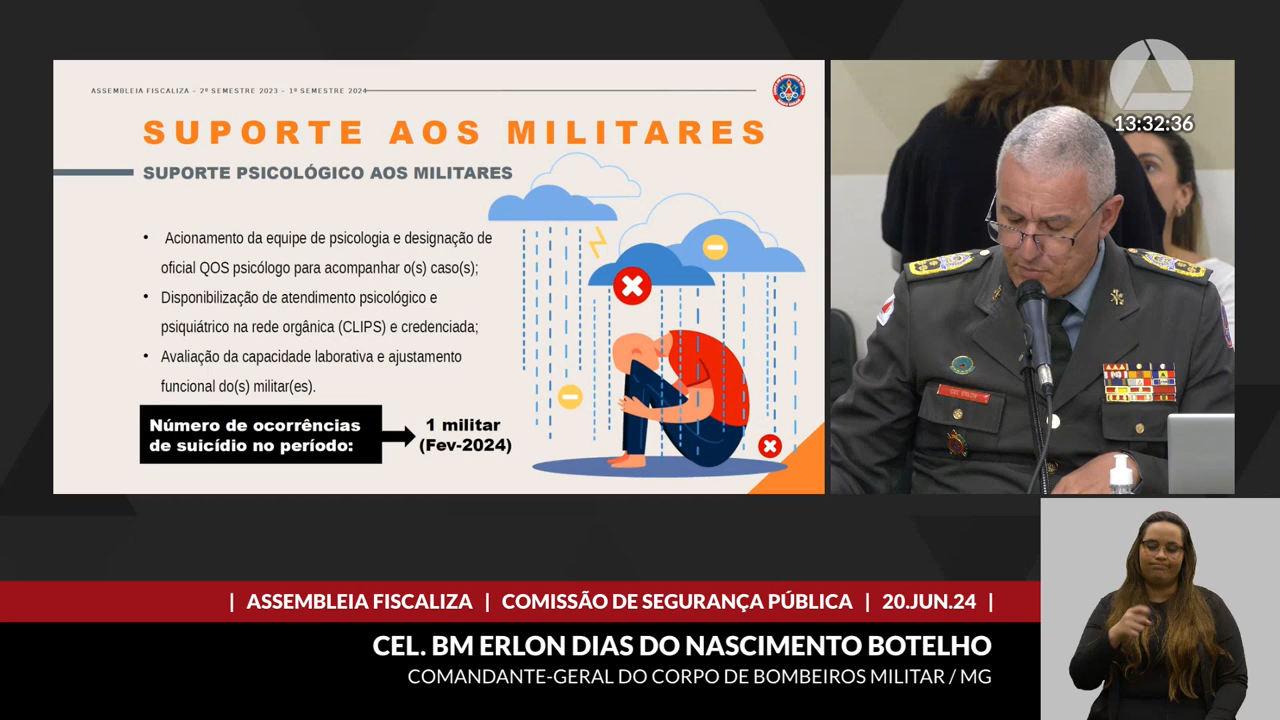 ASSEMBLEIA FISCALIZA - 2º SEMESTRE 2023 - 1º SEMESTRE 2024
SUPORTE AOS MILITARES
SUPORTE PSICOLÓGICO AOS MILITARES
• Acionamento da equipe de psicologia e designação de
oficial QOS psicólogo para acompanhar o(s) caso(s);
• Disponibilização de atendimento psicológico e
psiquiátrico na rede orgânica (CLIPS) e credenciada;
• Avaliação da capacidade laborativa e ajustamento
funcional do(s) militar(es).
Número de ocorrências
de suicídio no período:
1 militar
(Fev-2024)
13:32:36
| ASSEMBLEIA FISCALIZA | COMISSÃO DE SEGURANÇA PÚBLICA | 20.JUN.24 |
CEL. BM ERLON DIAS DO NASCIMENTO BOTELHO
COMANDANTE-GERAL DO CORPO DE BOMBEIROS MILITAR / MG